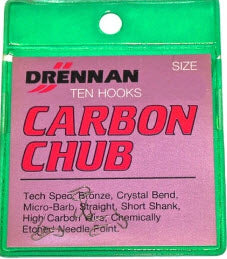 DRENNAN SIZE
TEN HOOKS
CARBON
CHUB
Tech Spec, Bronze, Crystal Bend,
Micro-Barb, Straight, Short Shank,
High Carbon Wire, Chemically
Etched Needle Point.